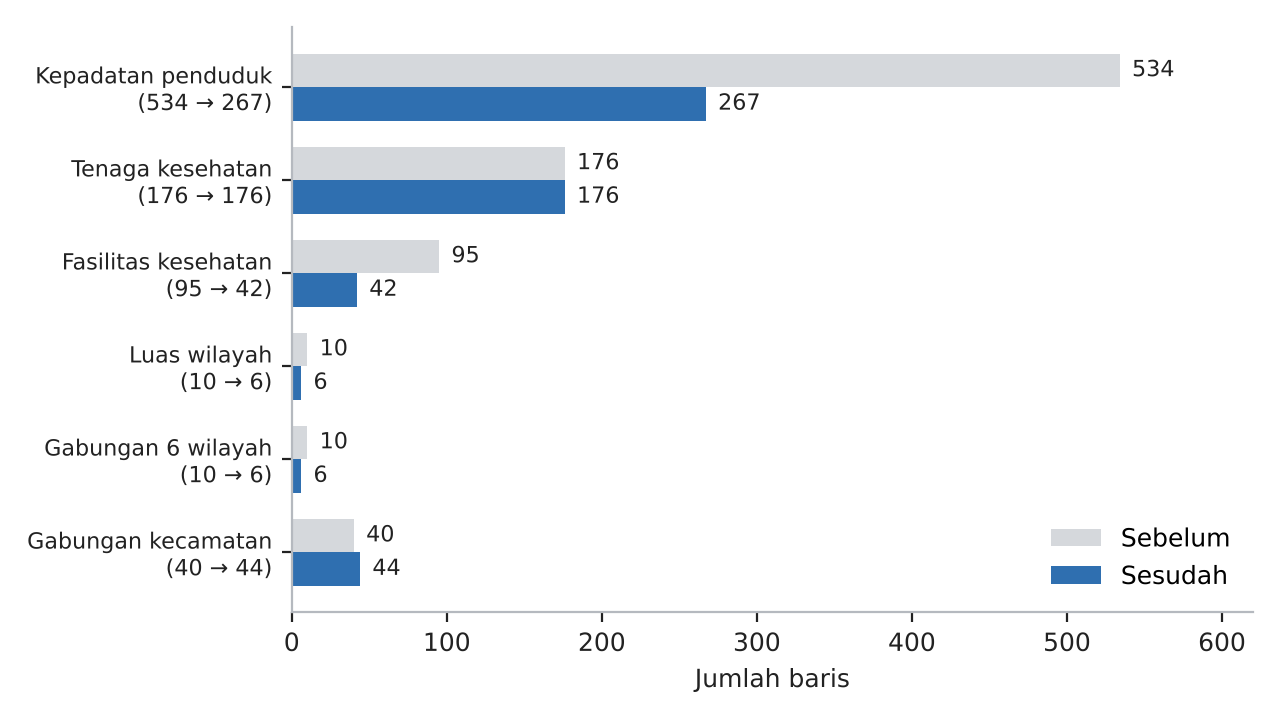 Kepadatan penduduk
(534 → 267)
534
267
Tenaga kesehatan
(176 → 176)
176
176
Fasilitas kesehatan
(95 → 42)
95
42
Luas wilayah
(10 → 6)
10
6
Gabungan 6 wilayah
(10 → 6)
10
6
Gabungan kecamatan
(40 → 44)
40
44
Sebelum
Sesudah
0 100 200 300 400 500 600
Jumlah baris